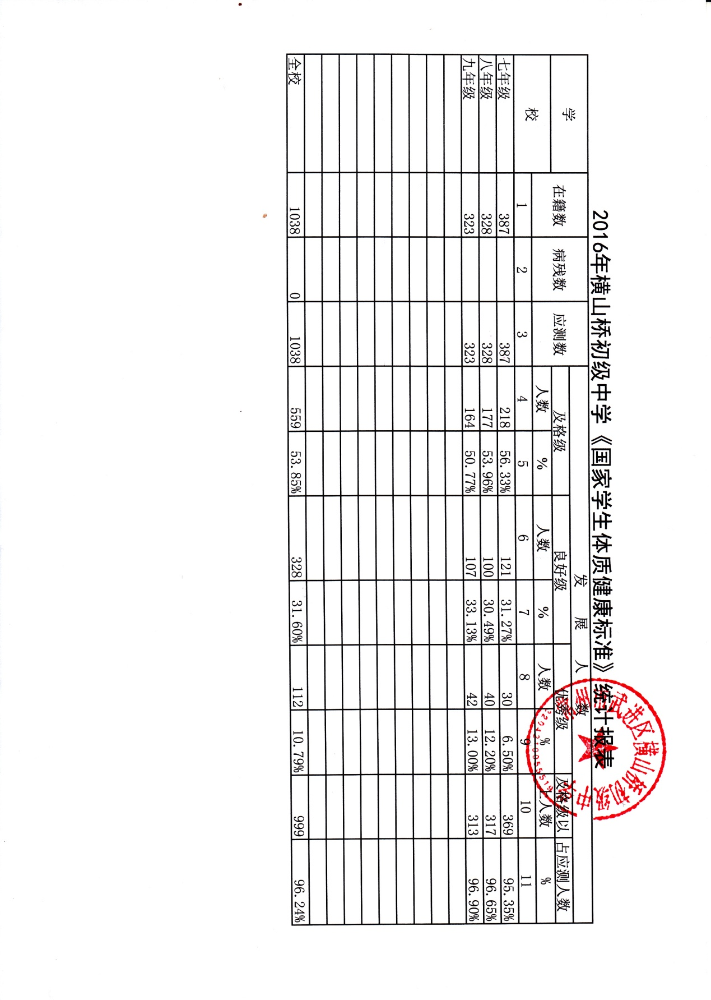 2016年横山桥初级中学《国家学生体质健康标准》统计报表
学 在籍数 病残数 应测数 发 展 人 数
及格级 良好级 优秀级 及格级以 占应测人数
校 人数 % 人数 % 人数 % 上人数 %
1 2 3 4 5 6 7 8 9 10 11
七年级 387 387 218 56.33% 121 31.27% 30 6.50% 369 95.35%
八年级 328 328 177 53.96% 100 30.49% 40 12.20% 317 96.65%
九年级 323 323 164 50.77% 107 33.13% 42 13.00% 313 96.90%
全校 1038 0 1038 559 53.85% 328 31.60% 112 10.79% 999 96.24%
武进区横山桥初级中